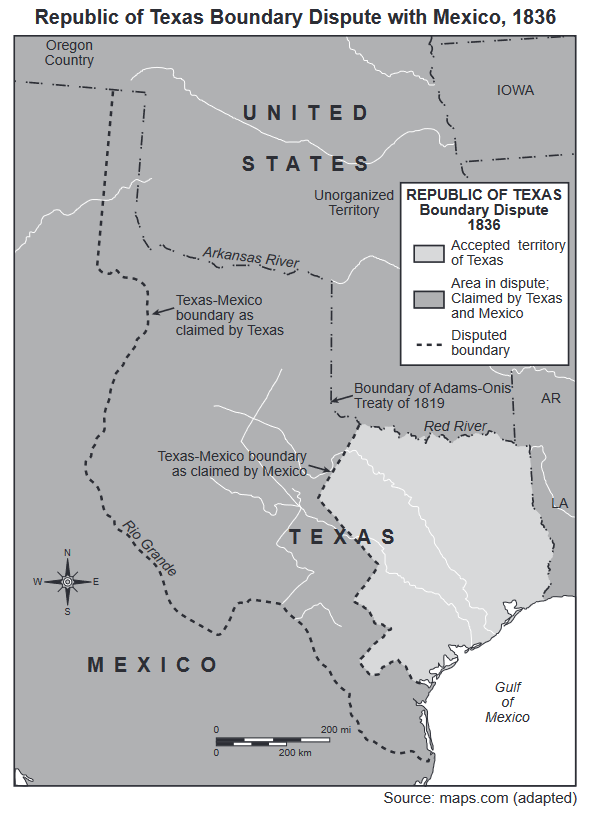 Republic of Texas Boundary Dispute with Mexico, 1836
Oregon
Country
IOWA
UNITED
STATES
Unorganized
Territory
REPUBLIC OF TEXAS
Boundary Dispute
1836
Accepted territory
of Texas
Area in dispute;
Claimed by Texas
and Mexico
Disputed
boundary
Arkansas River
Texas-Mexico
boundary as
claimed by Texas
Boundary of Adams-Onis
Treaty of 1819
AR
Red River
Texas-Mexico boundary
as claimed by Mexico
LA
TEXAS
Rio Grande
N
W
E
S
MEXICO
Gulf
of
Mexico
0 200 mi
0 200 km
Source: maps.com (adapted)